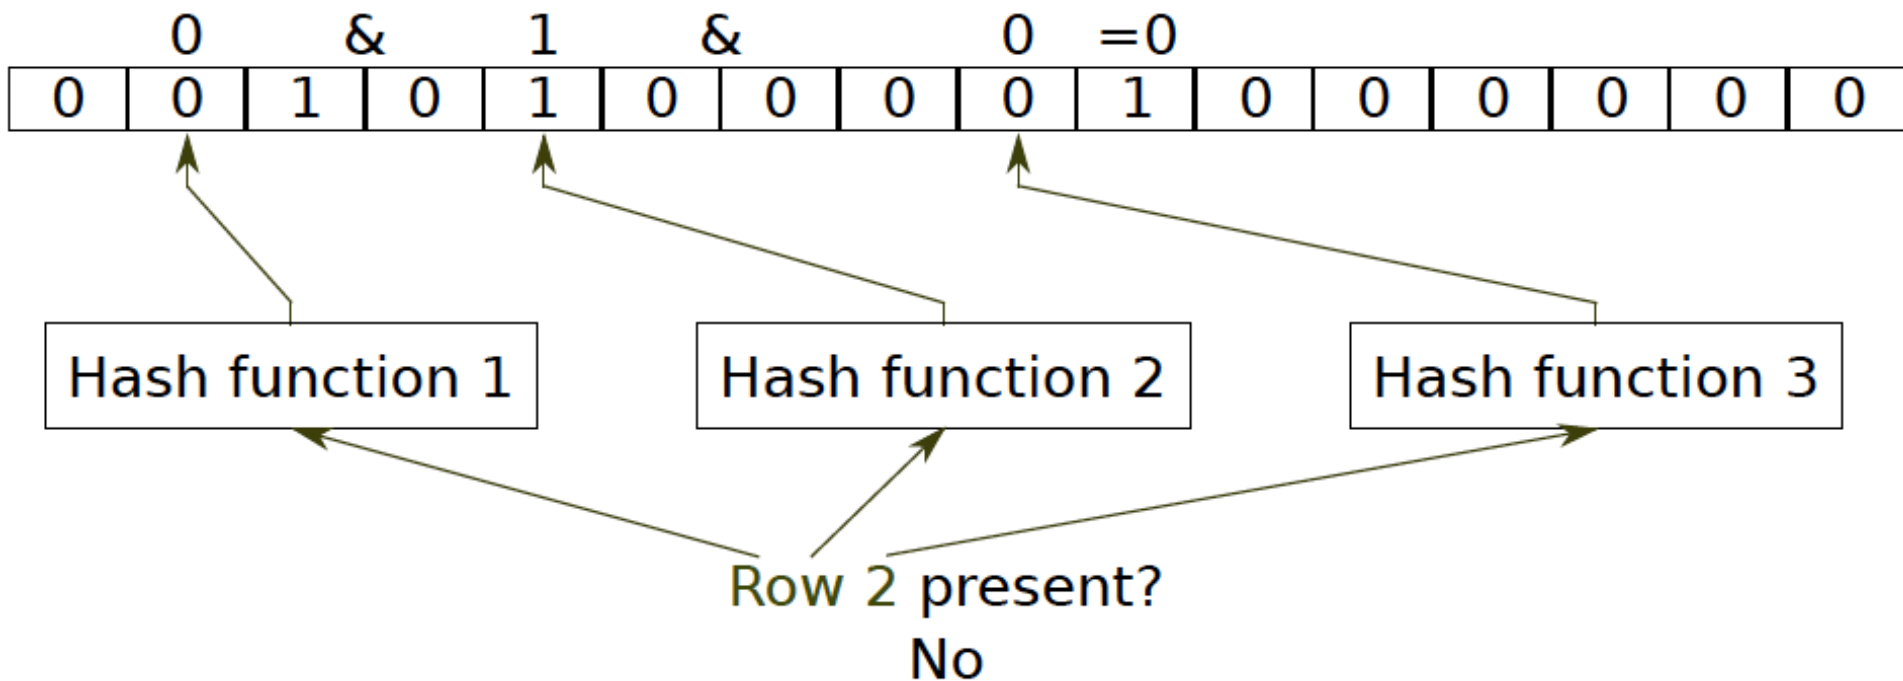 0 & 1 & 0 =0
0 0 1 0 1 0 0 0 0 1 0 0 0 0 0 0
Hash function 1 Hash function 2 Hash function 3
Row 2 present?
No